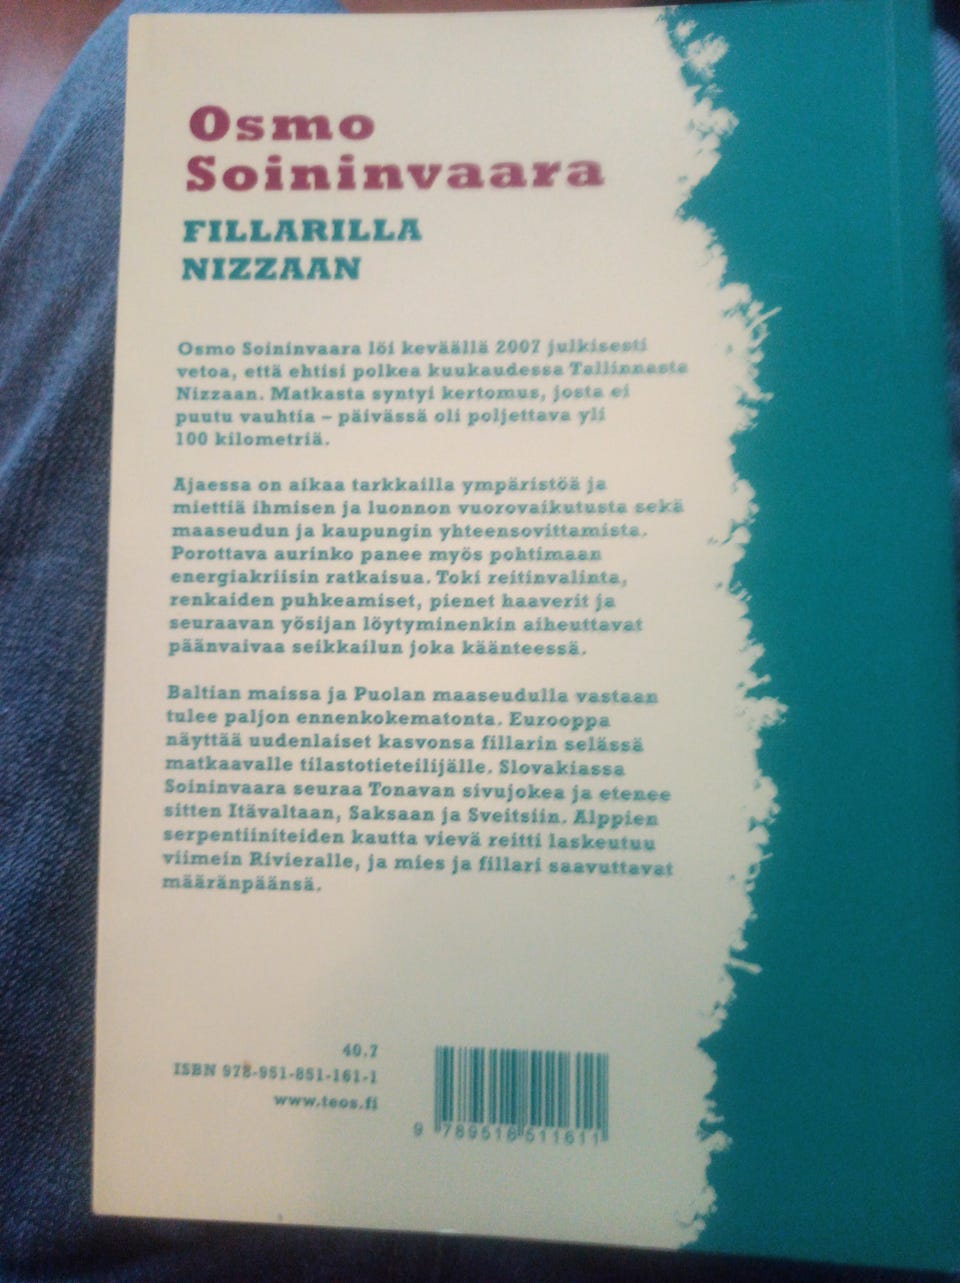 Osmo
Soininvaara
FILLARILLA
NIZZAAN
Osmo Soininvaara löi keväällä 2007 julkisesti
vetoa, että ehtisi polkea kuukaudessa Tallinnasta
Nizzaan. Matkasta syntyi kertomus, josta ei
puutu vauhtia – päivässä oli poljettava yli
100 kilometriä.
Ajaessa on aikaa tarkkailla ympäristöä ja
miettiä ihmisen ja luonnon vuorovaikutusta sekä
maaseudun ja kaupungin yhteensovittamista.
Porottava aurinko panee myös pohtimaan
energiakriisin ratkaisua. Toki reitinvalinta,
renkaiden puhkeamiset, pienet haaverit ja
seuraavan yösijan löytyminenkin aiheuttavat
päänvaivaa seikkailun joka käänteessä.
Baltian maissa ja Puolan maaseudulla vastaan
tulee paljon ennenkokematonta. Eurooppa
näyttää uudenlaiset kasvonsa fillarin selässä
matkaavalle tilastotieteilijälle. Slovakiassa
Soininvaara seuraa Tonavan sivujokea ja etenee
sitten Itävaltaan, Saksaan ja Sveitsiin. Alppien
serpentiiniteiden kautta vievä reitti laskeutuu
viimein Rivieralle, ja mies ja fillari saavuttavat
määränpäänsä.
40.7
ISBN 978-951-851-161-1
www.teos.fi
9 789518 511611